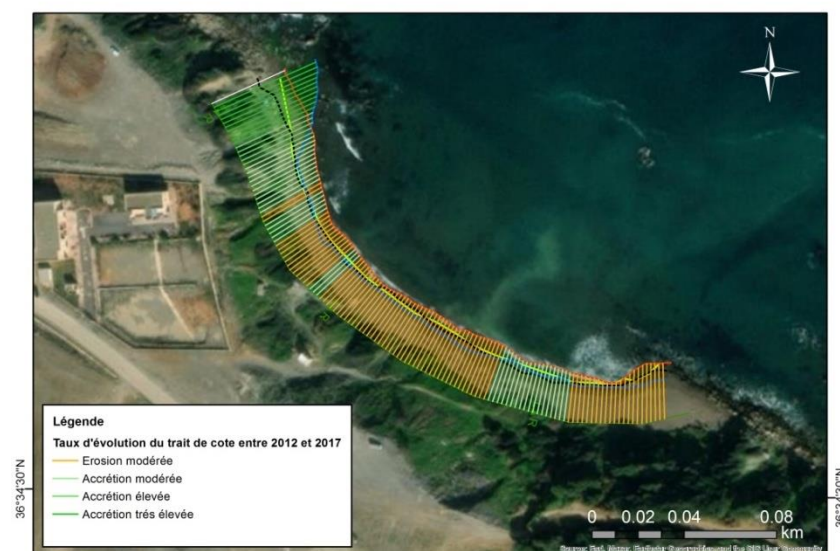 N
36°34'30"N
Légende
Taux d'évolution du trait de cote entre 2012 et 2017
Erosion modérée
Accrétion modérée
Accrétion élevée
Accrétion trés élevée
0 0.02 0.04 0.08
km